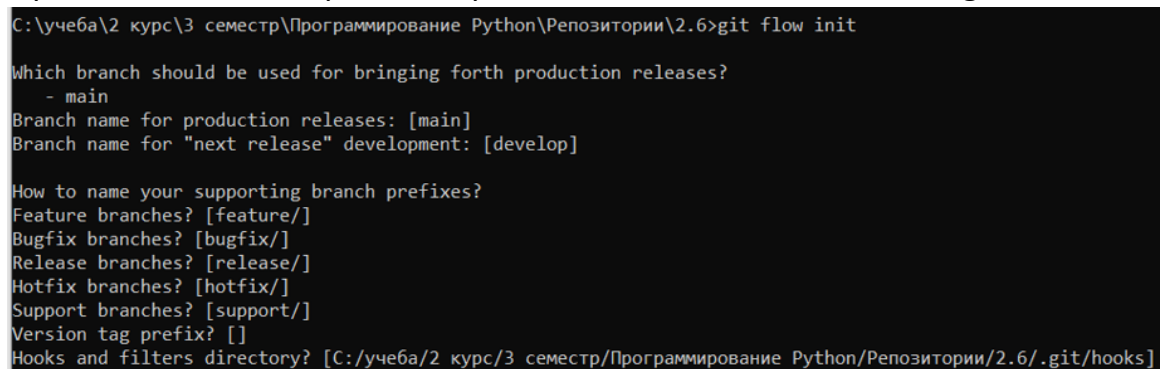 C:\учеба\2 курс\3 семестр\Программирование Python\Репозитории\2.6>git flow init
Which branch should be used for bringing forth production releases?
- main
Branch name for production releases: [main]
Branch name for "next release" development: [develop]
How to name your supporting branch prefixes?
Feature branches? [feature/]
Bugfix branches? [bugfix/]
Release branches? [release/]
Hotfix branches? [hotfix/]
Support branches? [support/]
Version tag prefix? []
Hooks and filters directory? [C:/учеба/2 курс/3 семестр/Программирование Python/Репозитории/2.6/.git/hooks]